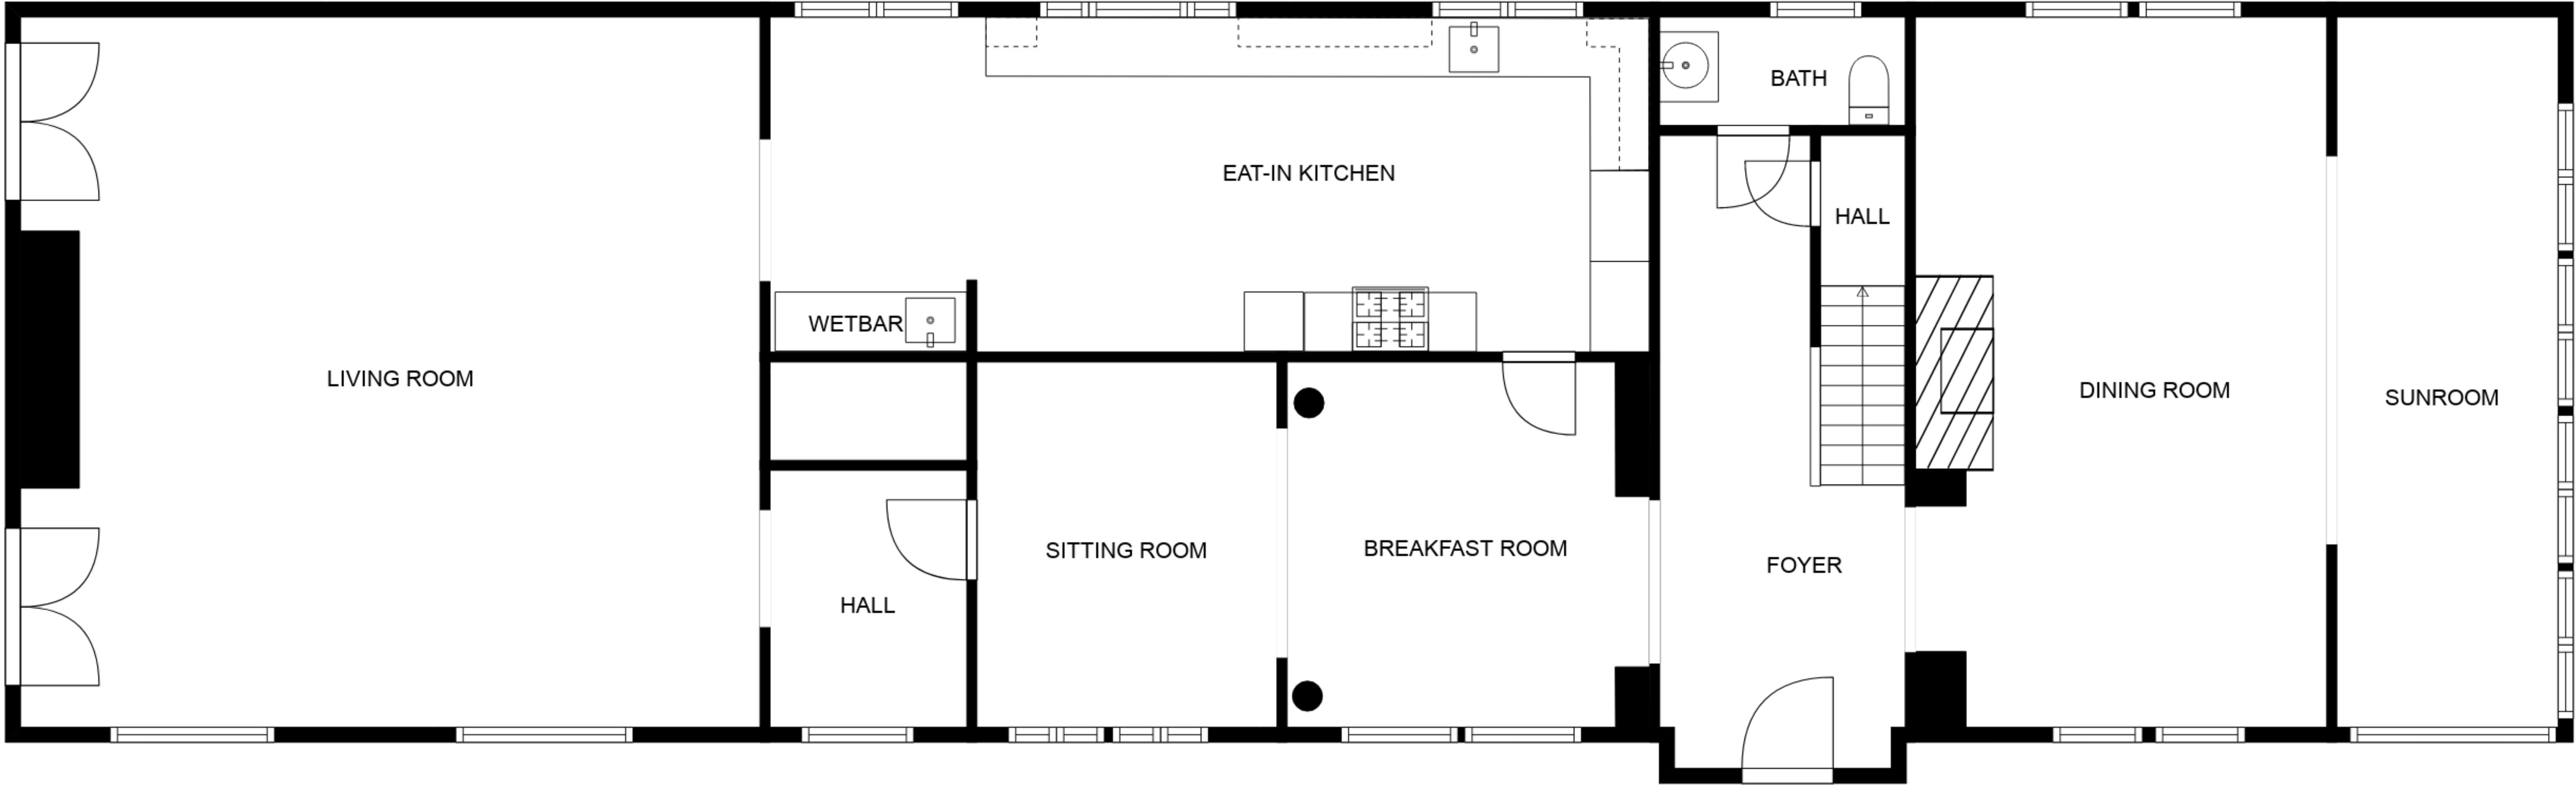 BATH
EAT-IN KITCHEN
HALL
WETBAR
LIVING ROOM
DINING ROOM
SUNROOM
SITTING ROOM
BREAKFAST ROOM
FOYER
HALL